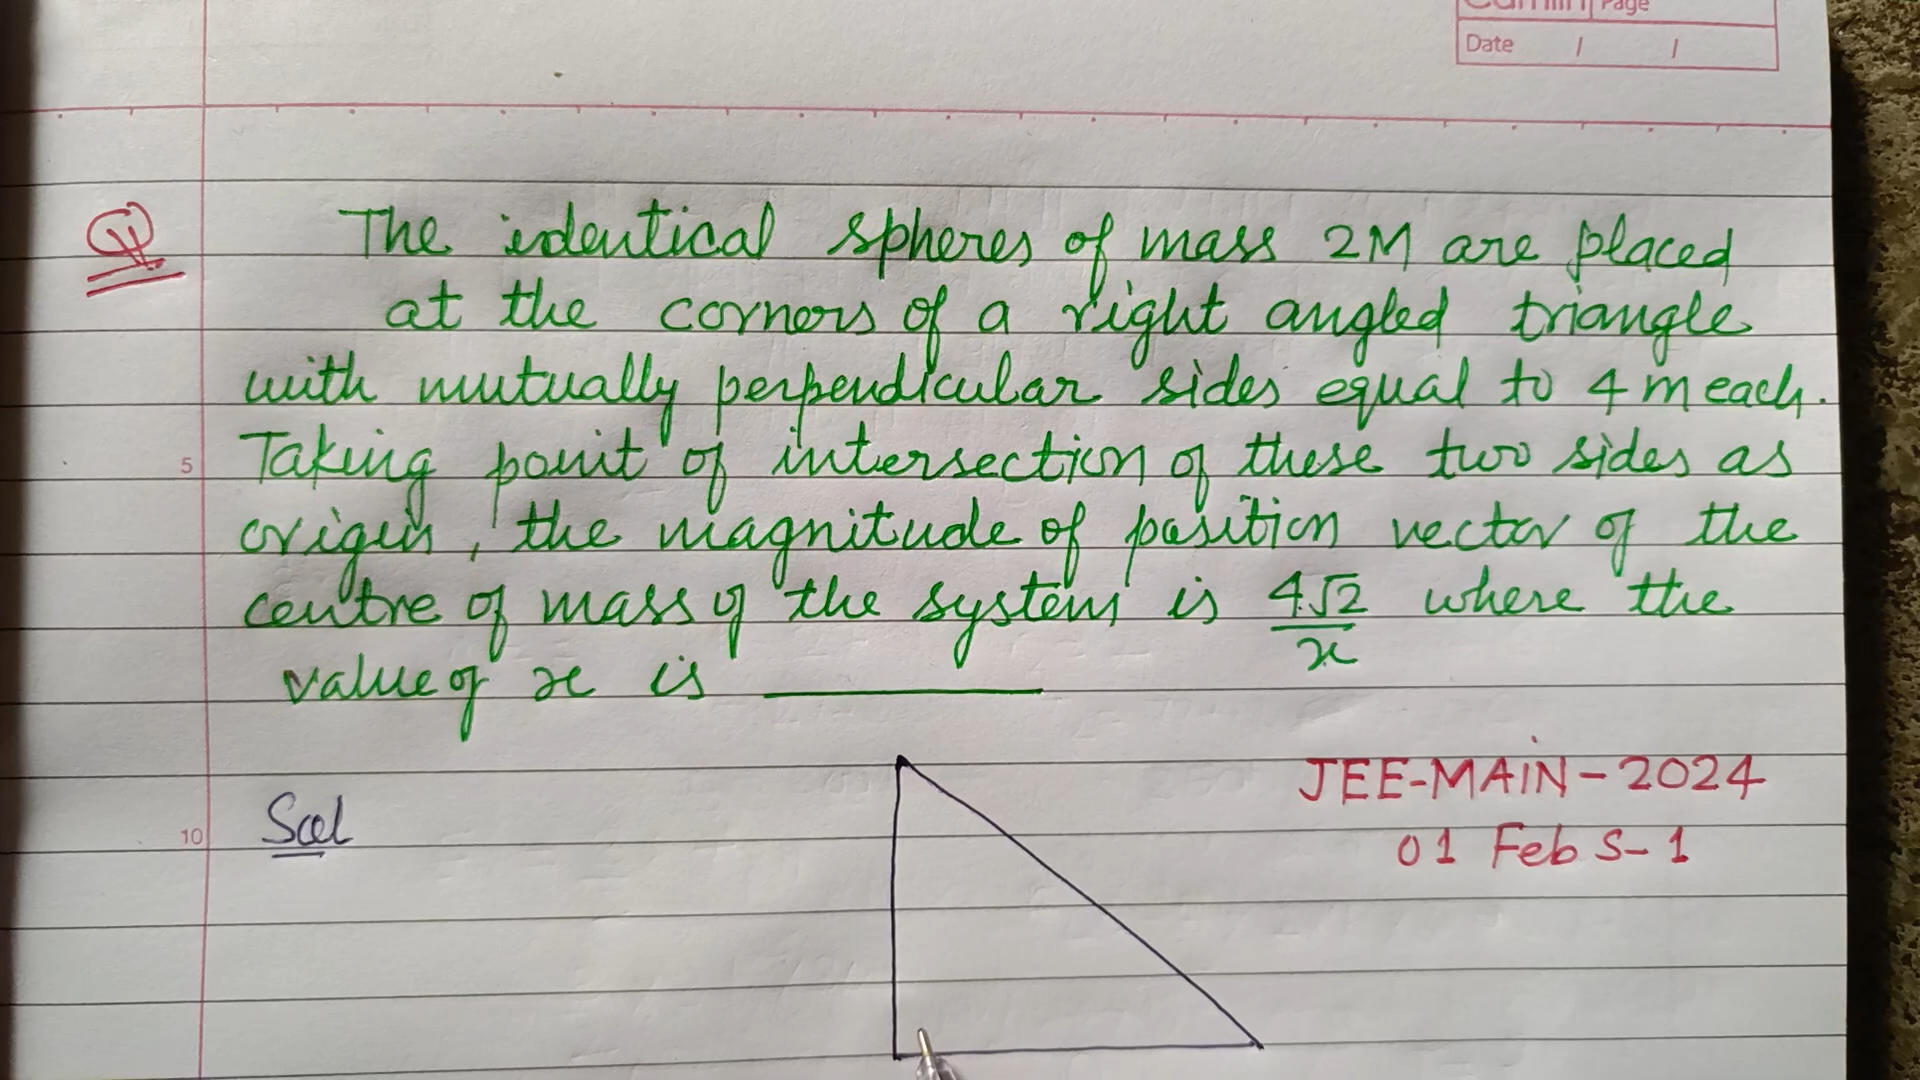 Page
Date / /
Q
The identical spheres of mass 2M are placed
at the corners of a right angled triangle
with mutually perpendicular sides equal to 4 m each.
5 Taking point of intersection of these two sides as
origin, the magnitude of position vector of the
centre of mass of the system is 4√2/x where the
value of x is ________
JEE-MAIN-2024
10 Sol
01 Feb S-1